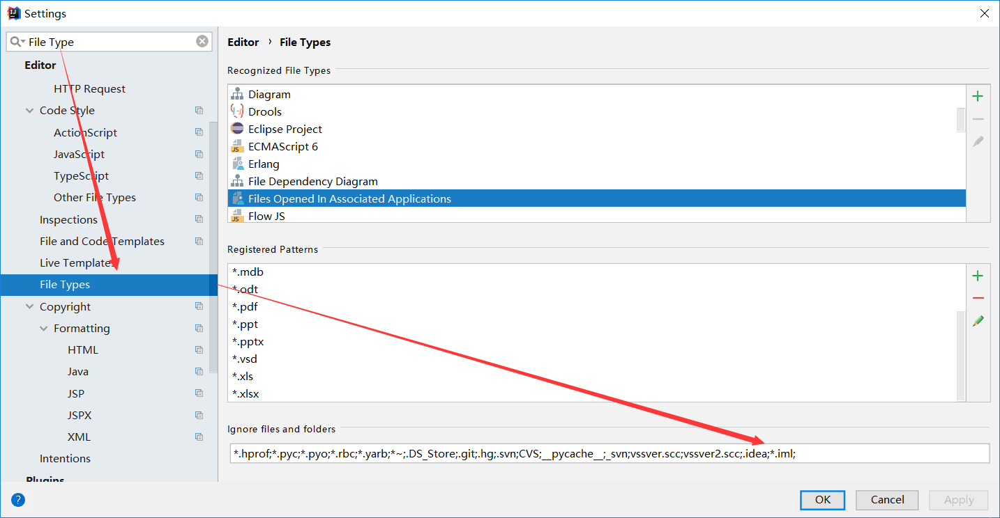 Settings
File Type
Editor
HTTP Request
Code Style
ActionScript
JavaScript
TypeScript
Other File Types
Inspections
File and Code Templates
Live Templates
File Types
Copyright
Formatting
HTML
Java
JSP
JSPX
XML
Intentions
Plugins
?
Editor › File Types
Recognized File Types
Diagram
Drools
Eclipse Project
JS ECMAScript 6
Erlang
File Dependency Diagram
Files Opened In Associated Applications
JS Flow JS
Registered Patterns
*.mdb
*.odt
*.pdf
*.ppt
*.pptx
*.vsd
*.xls
*.xlsx
Ignore files and folders
*.hprof;*.pyc;*.pyo;*.rbc;*.yarb;*~;.DS_Store;.git;.hg;.svn;CVS;__pycache__;_svn;vssver.scc;vssver2.scc;.idea;*.iml;
OK Cancel Apply